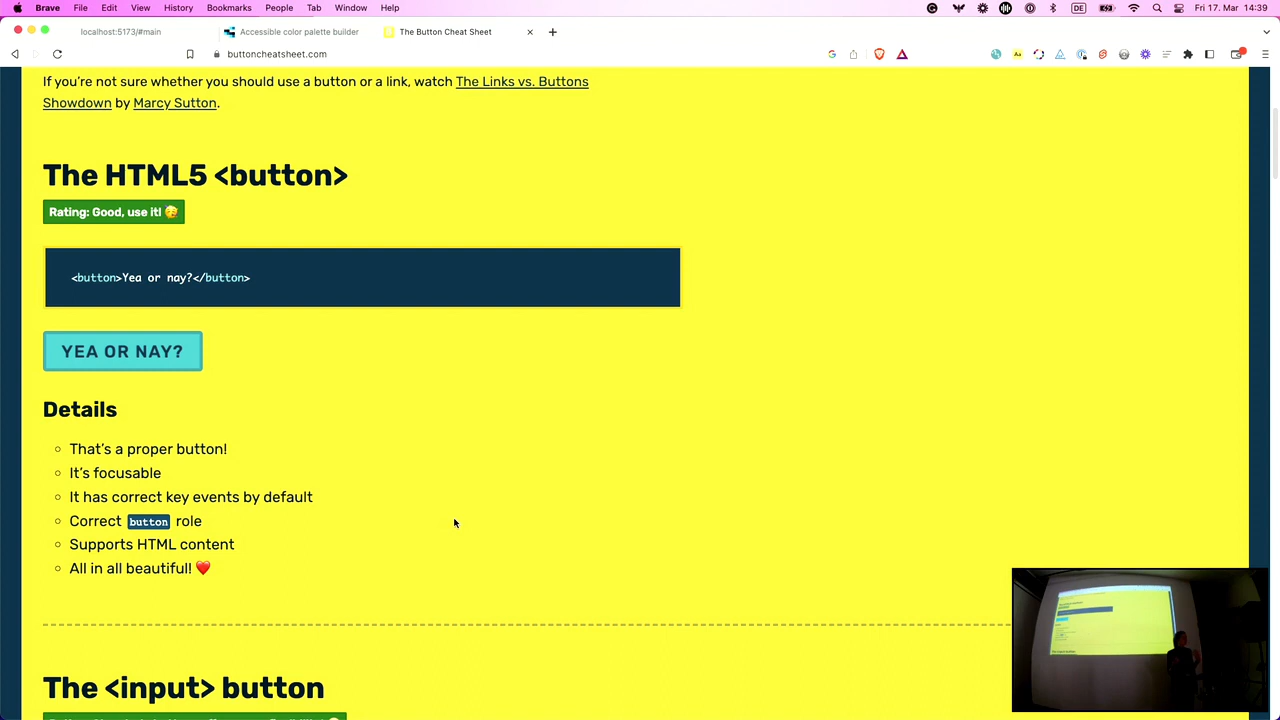 Brave File Edit View History Bookmarks People Tab Window Help
DE
Fri 17. Mar 14:39
localhost:5173/#main
Accessible color palette builder
The Button Cheat Sheet
buttoncheatsheet.com
If you’re not sure whether you should use a button or a link, watch The Links vs. Buttons
Showdown by Marcy Sutton.
The HTML5 <button>
Rating: Good, use it! 🥳
<button>Yea or nay?</button>
YEA OR NAY?
Details
That’s a proper button!
It’s focusable
It has correct key events by default
Correct button role
Supports HTML content
All in all beautiful! ❤️
The <input> button